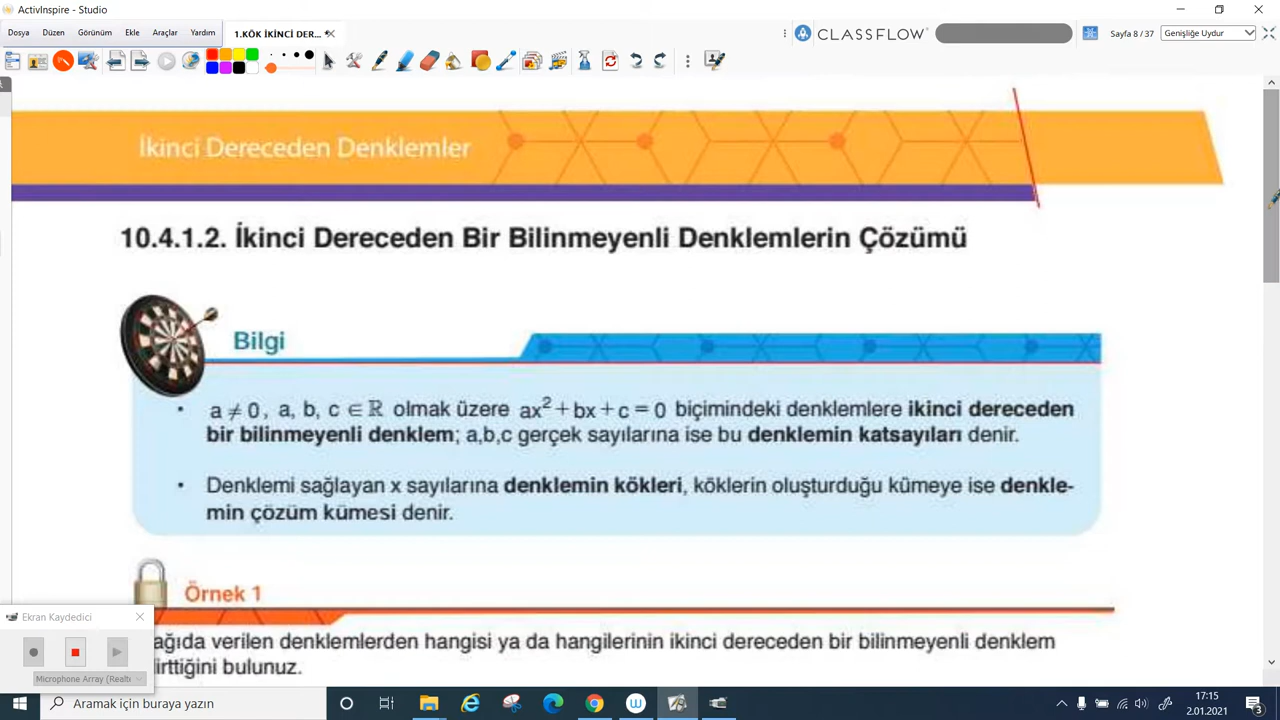 ActivInspire - Studio
Dosya Düzen Görünüm Ekle Araçlar Yardım 1.KÖK İKİNCİ DER... CLASSFLOW Sayfa 8 / 37 Genişliğe Uydur
İkinci Dereceden Denklemler
10.4.1.2. İkinci Dereceden Bir Bilinmeyenli Denklemlerin Çözümü
Bilgi
• a ≠ 0, a, b, c ∈ ℝ olmak üzere ax² + bx + c = 0 biçimindeki denklemlere ikinci dereceden
bir bilinmeyenli denklem; a,b,c gerçek sayılarına ise bu denklemin katsayıları denir.
• Denklemi sağlayan x sayılarına denklemin kökleri, köklerin oluşturduğu kümeye ise denkle-
min çözüm kümesi denir.
Örnek 1
ağıda verilen denklemlerden hangisi ya da hangilerinin ikinci dereceden bir bilinmeyenli denklem
lirttiğini bulunuz.
Ekran Kaydedici
Microphone Array (Realt
Aramak için buraya yazın
17:15
2.01.2021
3